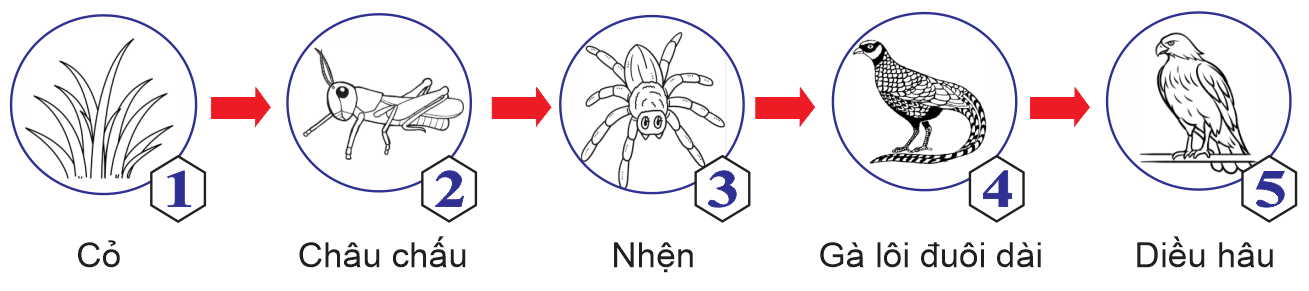 1 2 3 4 5
Cỏ Châu chấu Nhện Gà lôi đuôi dài Diều hâu